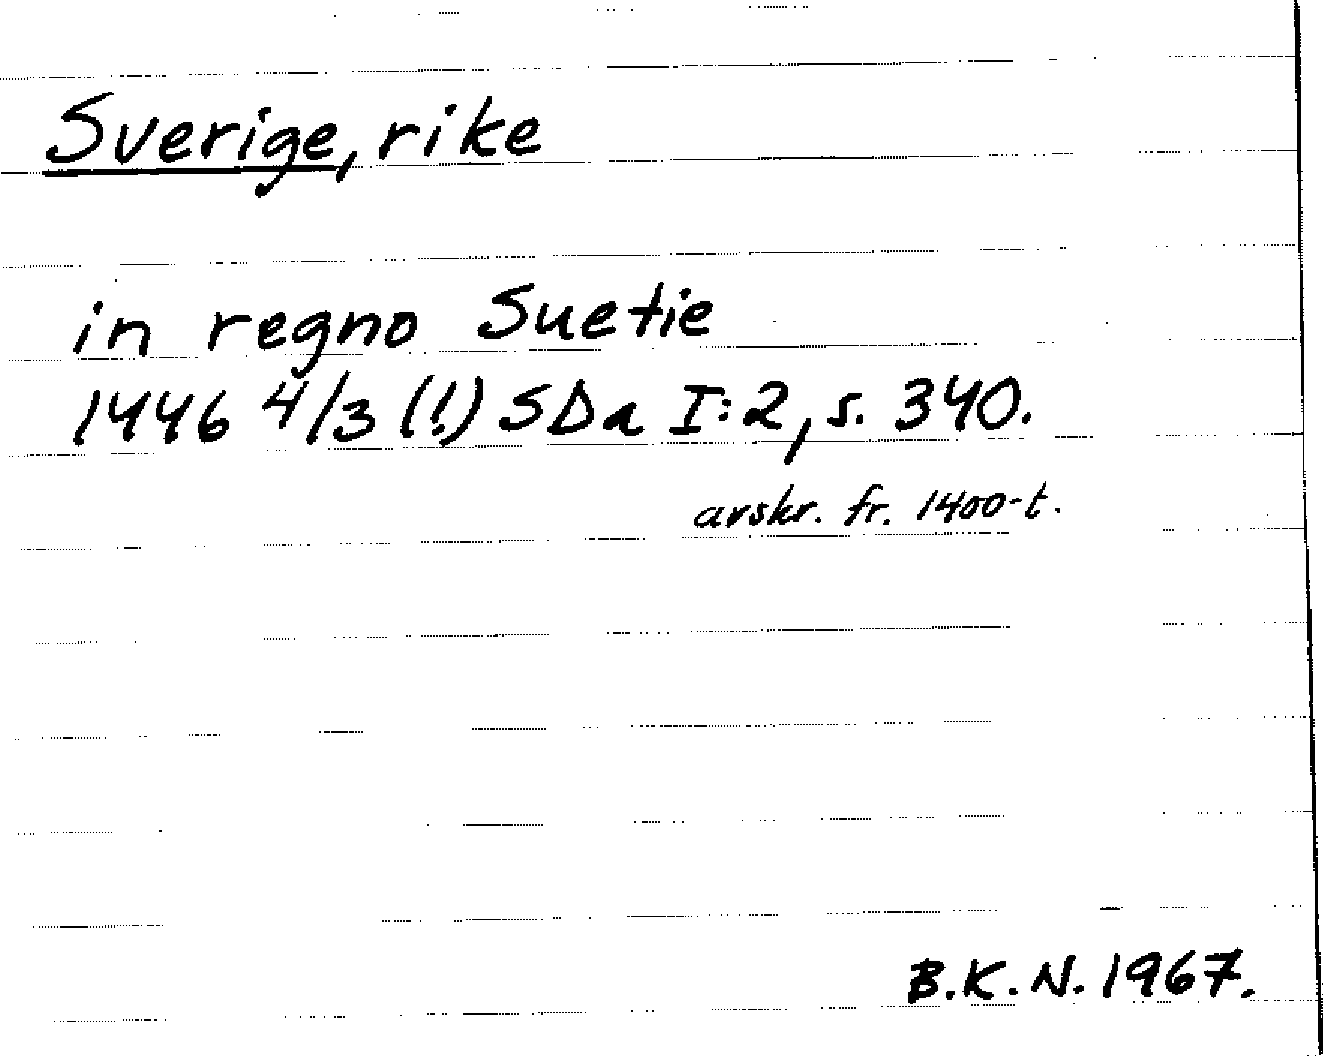 Sverige, rike
in regno Suetie
1446 4/3 (!) SDa I:2, s. 340.
avskr. fr. 1400-t.
B.K.N. 1967.